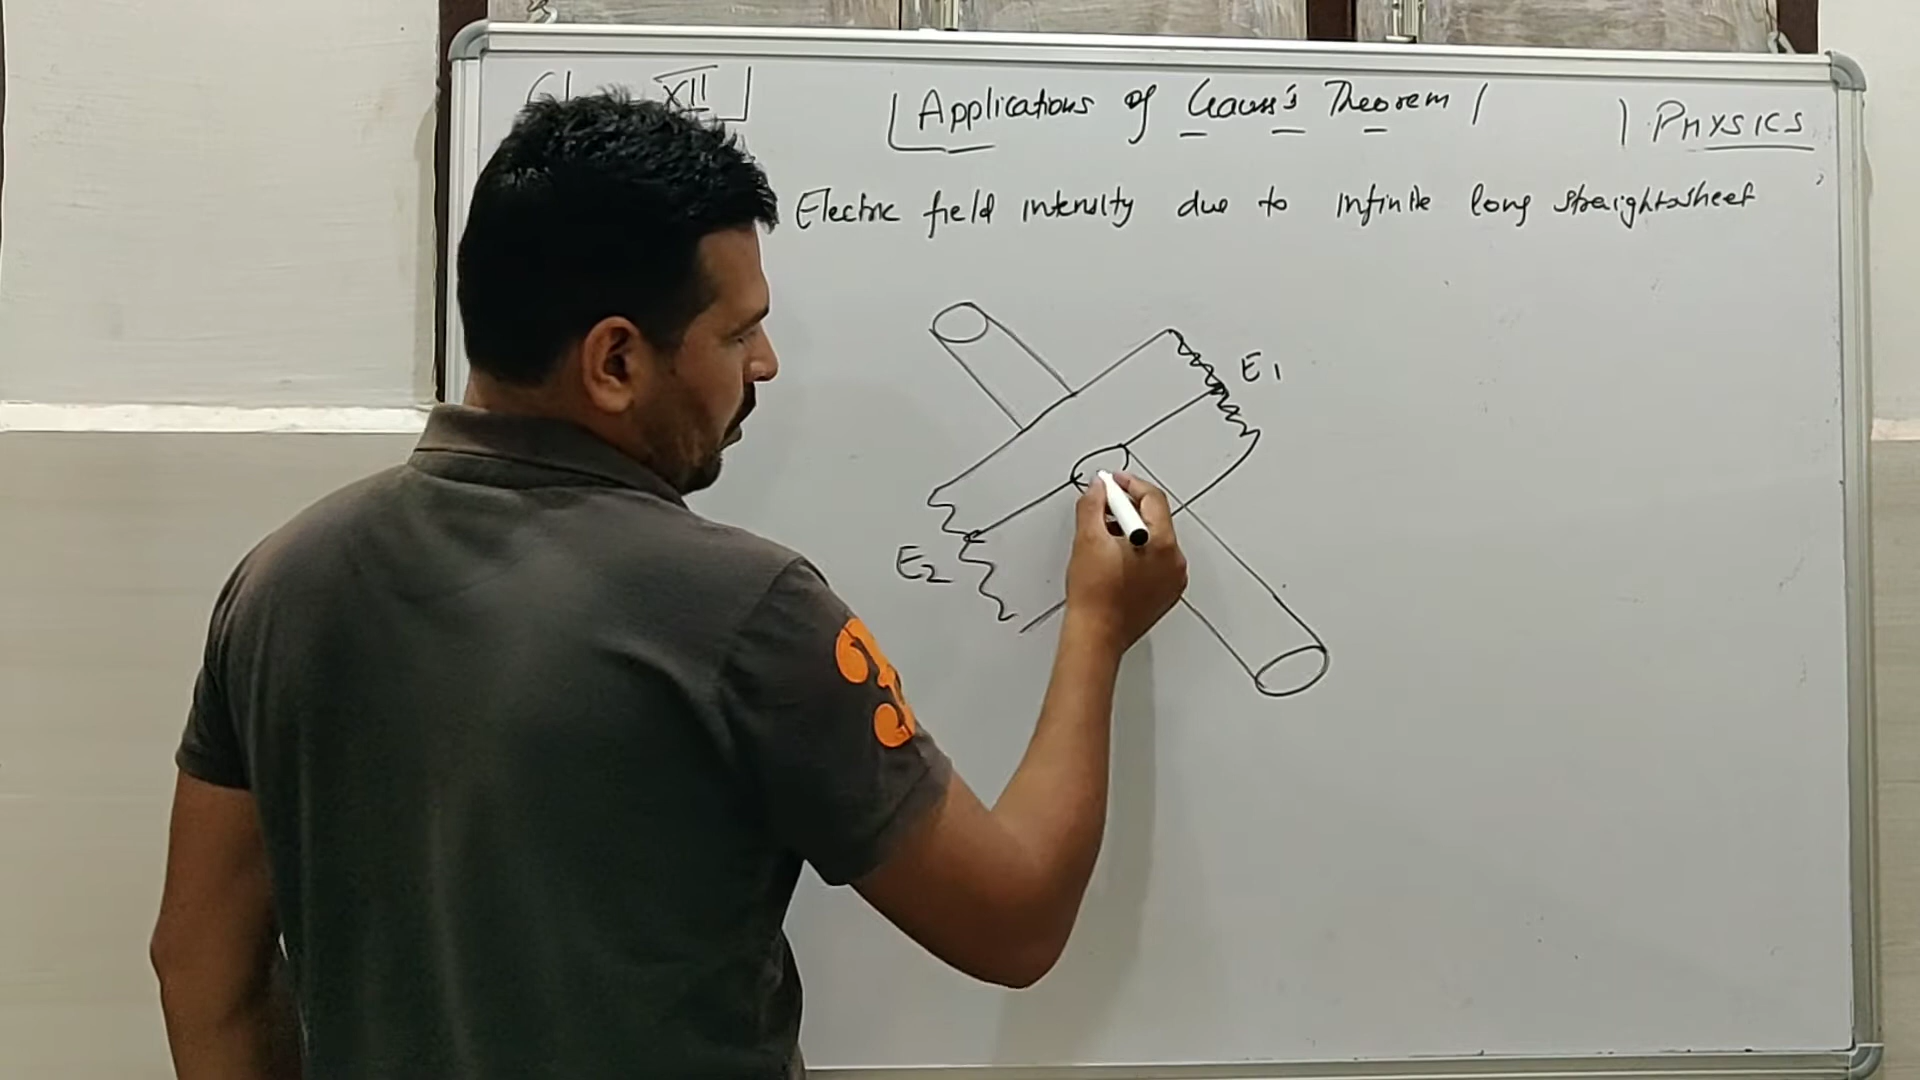 XII
Applications of Gauss's Theorem
PHYSICS
Electric field intensity due to infinite long straight sheet
E1
E2